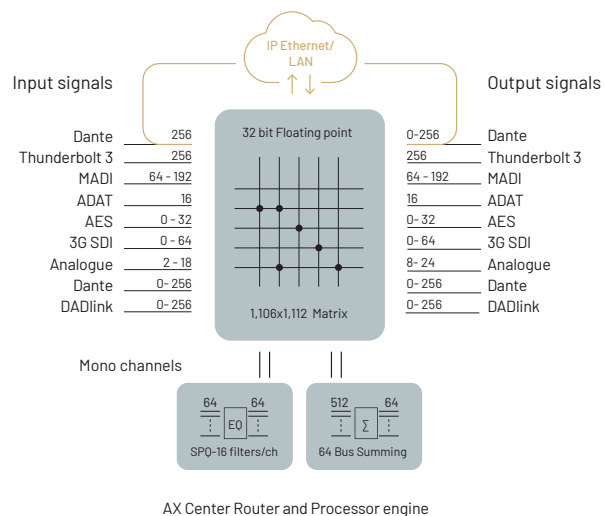 IP Ethernet/
LAN
Input signals
Output signals
32 bit Floating point
Dante 256
Thunderbolt 3 256
MADI 64 - 192
ADAT 16
AES 0 - 32
3G SDI 0 - 64
Analogue 2 - 18
Dante 0- 256
DADlink 0- 256
0-256 Dante
256 Thunderbolt 3
64 - 192 MADI
16 ADAT
0- 32 AES
0- 64 3G SDI
8- 24 Analogue
0- 256 Dante
0- 256 DADlink
1,106x1,112 Matrix
Mono channels
64 EQ 64
SPQ-16 filters/ch
512 Σ 64
64 Bus Summing
AX Center Router and Processor engine